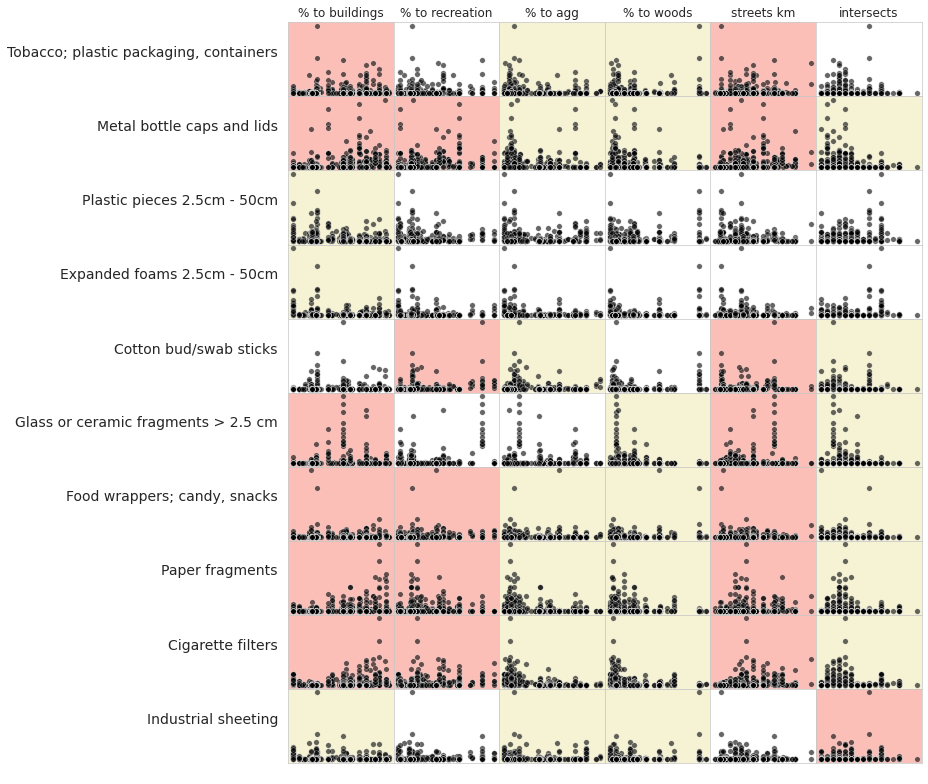 % to buildings % to recreation % to agg % to woods streets km intersects
Tobacco; plastic packaging, containers
Metal bottle caps and lids
Plastic pieces 2.5cm - 50cm
Expanded foams 2.5cm - 50cm
Cotton bud/swab sticks
Glass or ceramic fragments > 2.5 cm
Food wrappers; candy, snacks
Paper fragments
Cigarette filters
Industrial sheeting